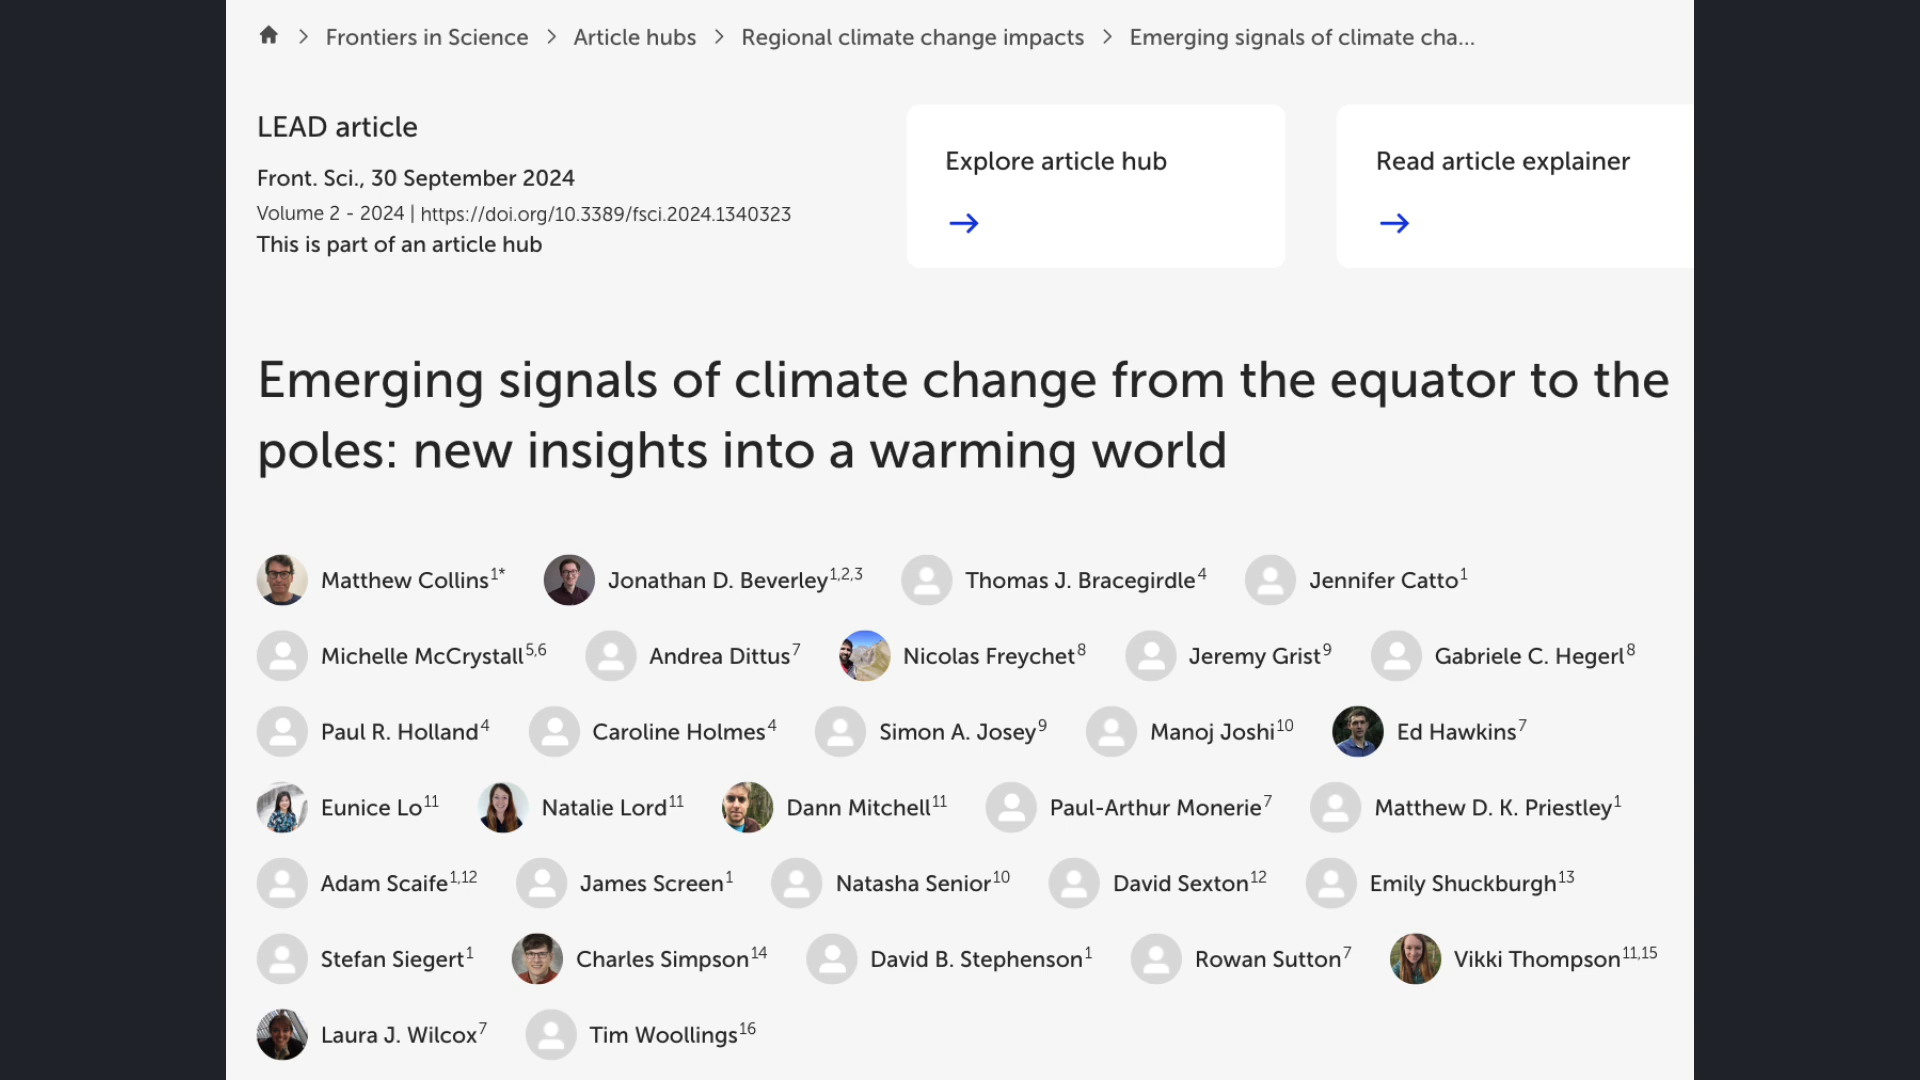 Frontiers in Science > Article hubs > Regional climate change impacts > Emerging signals of climate cha...
LEAD article
Front. Sci., 30 September 2024
Volume 2 - 2024 | https://doi.org/10.3389/fsci.2024.1340323
This is part of an article hub
Explore article hub
Read article explainer
Emerging signals of climate change from the equator to the
poles: new insights into a warming world
Matthew Collins1* Jonathan D. Beverley1,2,3 Thomas J. Bracegirdle4 Jennifer Catto1
Michelle McCrystall5,6 Andrea Dittus7 Nicolas Freychet8 Jeremy Grist9 Gabriele C. Hegerl8
Paul R. Holland4 Caroline Holmes4 Simon A. Josey9 Manoj Joshi10 Ed Hawkins7
Eunice Lo11 Natalie Lord11 Dann Mitchell11 Paul-Arthur Monerie7 Matthew D. K. Priestley1
Adam Scaife1,12 James Screen1 Natasha Senior10 David Sexton12 Emily Shuckburgh13
Stefan Siegert1 Charles Simpson14 David B. Stephenson1 Rowan Sutton7 Vikki Thompson11,15
Laura J. Wilcox7 Tim Woollings16